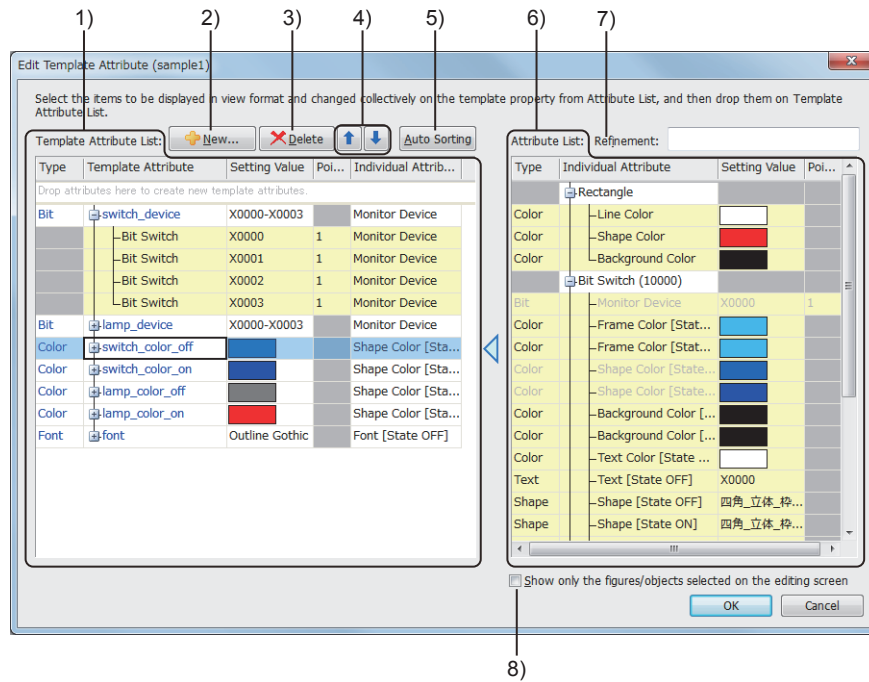 1) 2) 3) 4) 5) 6) 7)
Edit Template Attribute (sample1)
Select the items to be displayed in view format and changed collectively on the template property from Attribute List, and then drop them on Template
Attribute List.
Template Attribute List: New... Delete Auto Sorting
Type Template Attribute Setting Value Poi... Individual Attrib...
Drop attributes here to create new template attributes.
Bit switch_device X0000-X0003 Monitor Device
Bit Switch X0000 1 Monitor Device
Bit Switch X0001 1 Monitor Device
Bit Switch X0002 1 Monitor Device
Bit Switch X0003 1 Monitor Device
Bit lamp_device X0000-X0003 Monitor Device
Color switch_color_off Shape Color [Sta...
Color switch_color_on Shape Color [Sta...
Color lamp_color_off Shape Color [Sta...
Color lamp_color_on Shape Color [Sta...
Font font Outline Gothic Font [State OFF]
Attribute List: Refinement:
Type Individual Attribute Setting Value Poi...
Rectangle
Color Line Color
Color Shape Color
Color Background Color
Bit Switch (10000)
Bit Monitor Device X0000 1
Color Frame Color [Stat...
Color Frame Color [Stat...
Color Shape Color [State...
Color Shape Color [State...
Color Background Color [...
Color Background Color [...
Color Text Color [State ...
Text Text [State OFF] X0000
Shape Shape [State OFF] 四角_立体_枠...
Shape Shape [State ON] 四角_立体_枠...
Show only the figures/objects selected on the editing screen
OK Cancel
8)